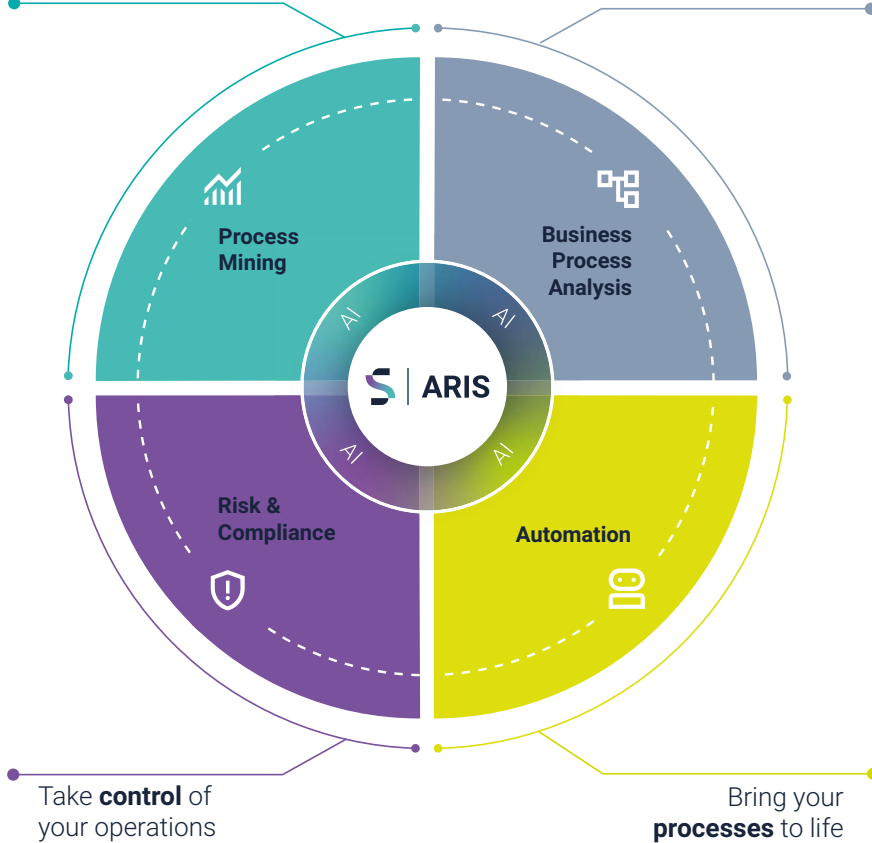 Process
Mining
Business
Process
Analysis
AI
AI
ARIS
AI
AI
Risk &
Compliance
Automation
Take control of
your operations
Bring your
processes to life